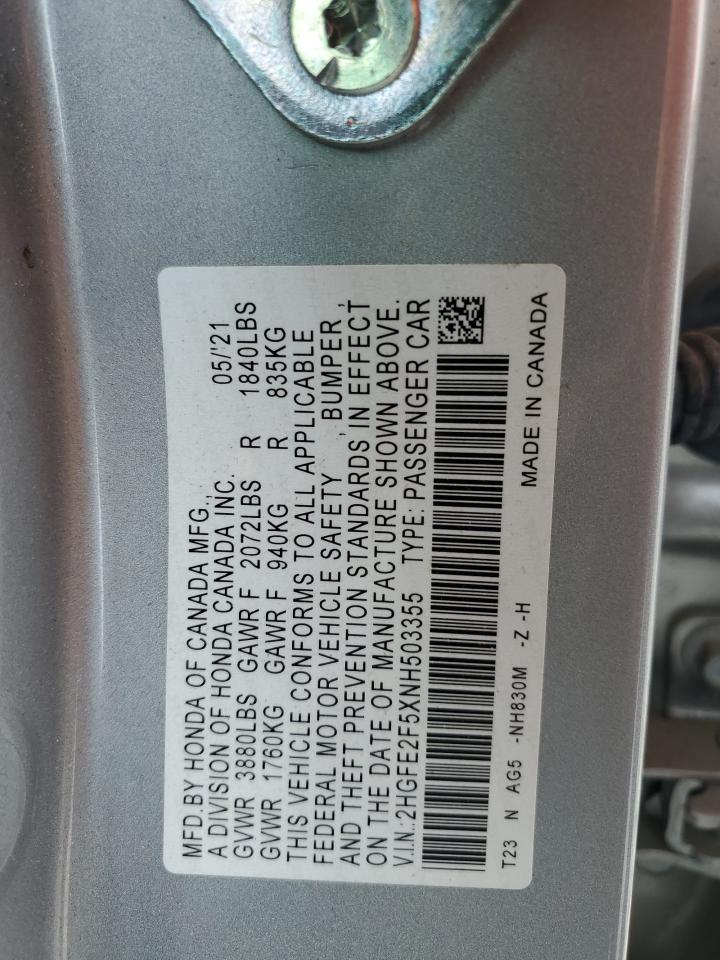 MFD.BY HONDA OF CANADA MFG.,
A DIVISION OF HONDA CANADA INC. 05/'21
GVWR 3880LBS GAWR F 2072LBS R 1840LBS
GVWR 1760KG GAWR F 940KG R 835KG
THIS VEHICLE CONFORMS TO ALL APPLICABLE
FEDERAL MOTOR VEHICLE SAFETY , BUMPER ,
AND THEFT PREVENTION STANDARDS IN EFFECT
ON THE DATE OF MANUFACTURE SHOWN ABOVE.
V.I.N.:2HGFE2F5XNH503355 TYPE: PASSENGER CAR
MADE IN CANADA
T23 N AG5 -NH830M -Z -H